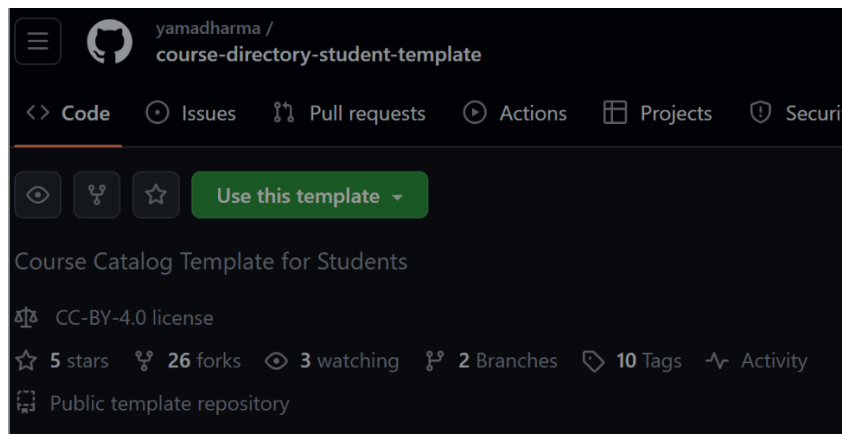 yamadharma /
course-directory-student-template
Code Issues Pull requests Actions Projects Securi
Use this template
Course Catalog Template for Students
CC-BY-4.0 license
5 stars 26 forks 3 watching 2 Branches 10 Tags Activity
Public template repository